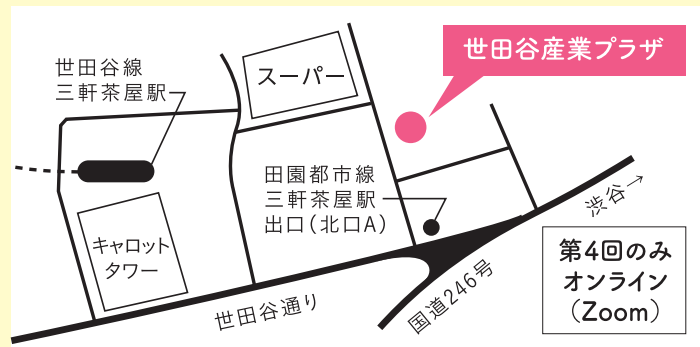 世田谷産業プラザ
世田谷線
三軒茶屋駅
スーパー
田園都市線
三軒茶屋駅
出口（北口A）
キャロット
タワー
渋谷→
世田谷通り
国道246号
第4回のみ
オンライン
（Zoom）